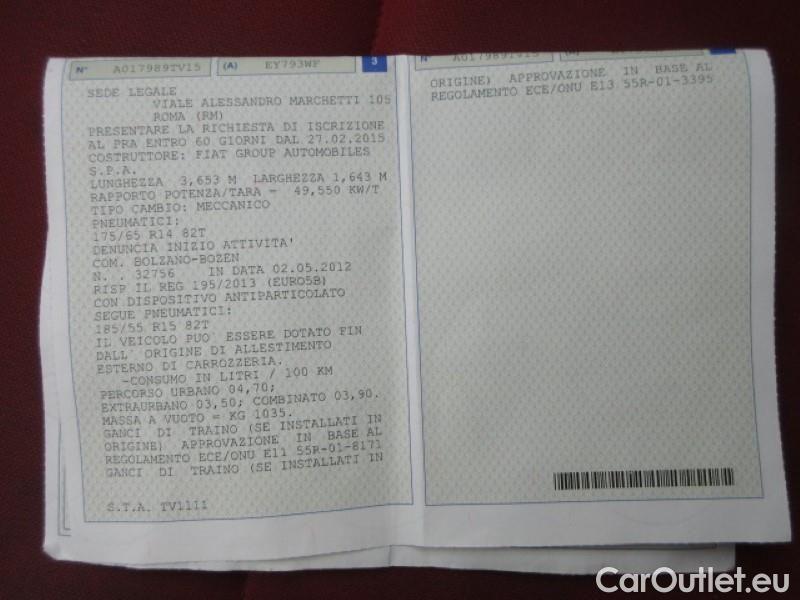 N° A017989TV15 (A) EY793WF 3
SEDE LEGALE
VIALE ALESSANDRO MARCHETTI 105
ROMA (RM)
PRESENTARE LA RICHIESTA DI ISCRIZIONE
AL PRA ENTRO 60 GIORNI DAL 27.02.2015
COSTRUTTORE: FIAT GROUP AUTOMOBILES
S.P.A.
LUNGHEZZA 3,653 M LARGHEZZA 1,643 M
RAPPORTO POTENZA/TARA = 49,550 KW/T
TIPO CAMBIO: MECCANICO
PNEUMATICI:
175/65 R14 82T
DENUNCIA INIZIO ATTIVITA'
COM. BOLZANO-BOZEN
N. . 32756 IN DATA 02.05.2012
RISP IL REG 195/2013 (EURO5B)
CON DISPOSITIVO ANTIPARTICOLATO
SEGUE PNEUMATICI:
185/55 R15 82T
IL VEICOLO PUO' ESSERE DOTATO FIN
DALL' ORIGINE DI ALLESTIMENTO
ESTERNO DI CARROZZERIA.
-CONSUMO IN LITRI / 100 KM
PERCORSO URBANO 04,70;
EXTRAURBANO 03,50; COMBINATO 03,90.
MASSA A VUOTO = KG 1035.
GANCI DI TRAINO (SE INSTALLATI IN
ORIGINE) APPROVAZIONE IN BASE AL
REGOLAMENTO ECE/ONU E11 55R-01-8171
GANCI DI TRAINO (SE INSTALLATI IN
S.T.A. TV1111
N° A017989TV15 (A)
ORIGINE) APPROVAZIONE IN BASE AL
REGOLAMENTO ECE/ONU E13 55R-01-3395
CarOutlet.eu